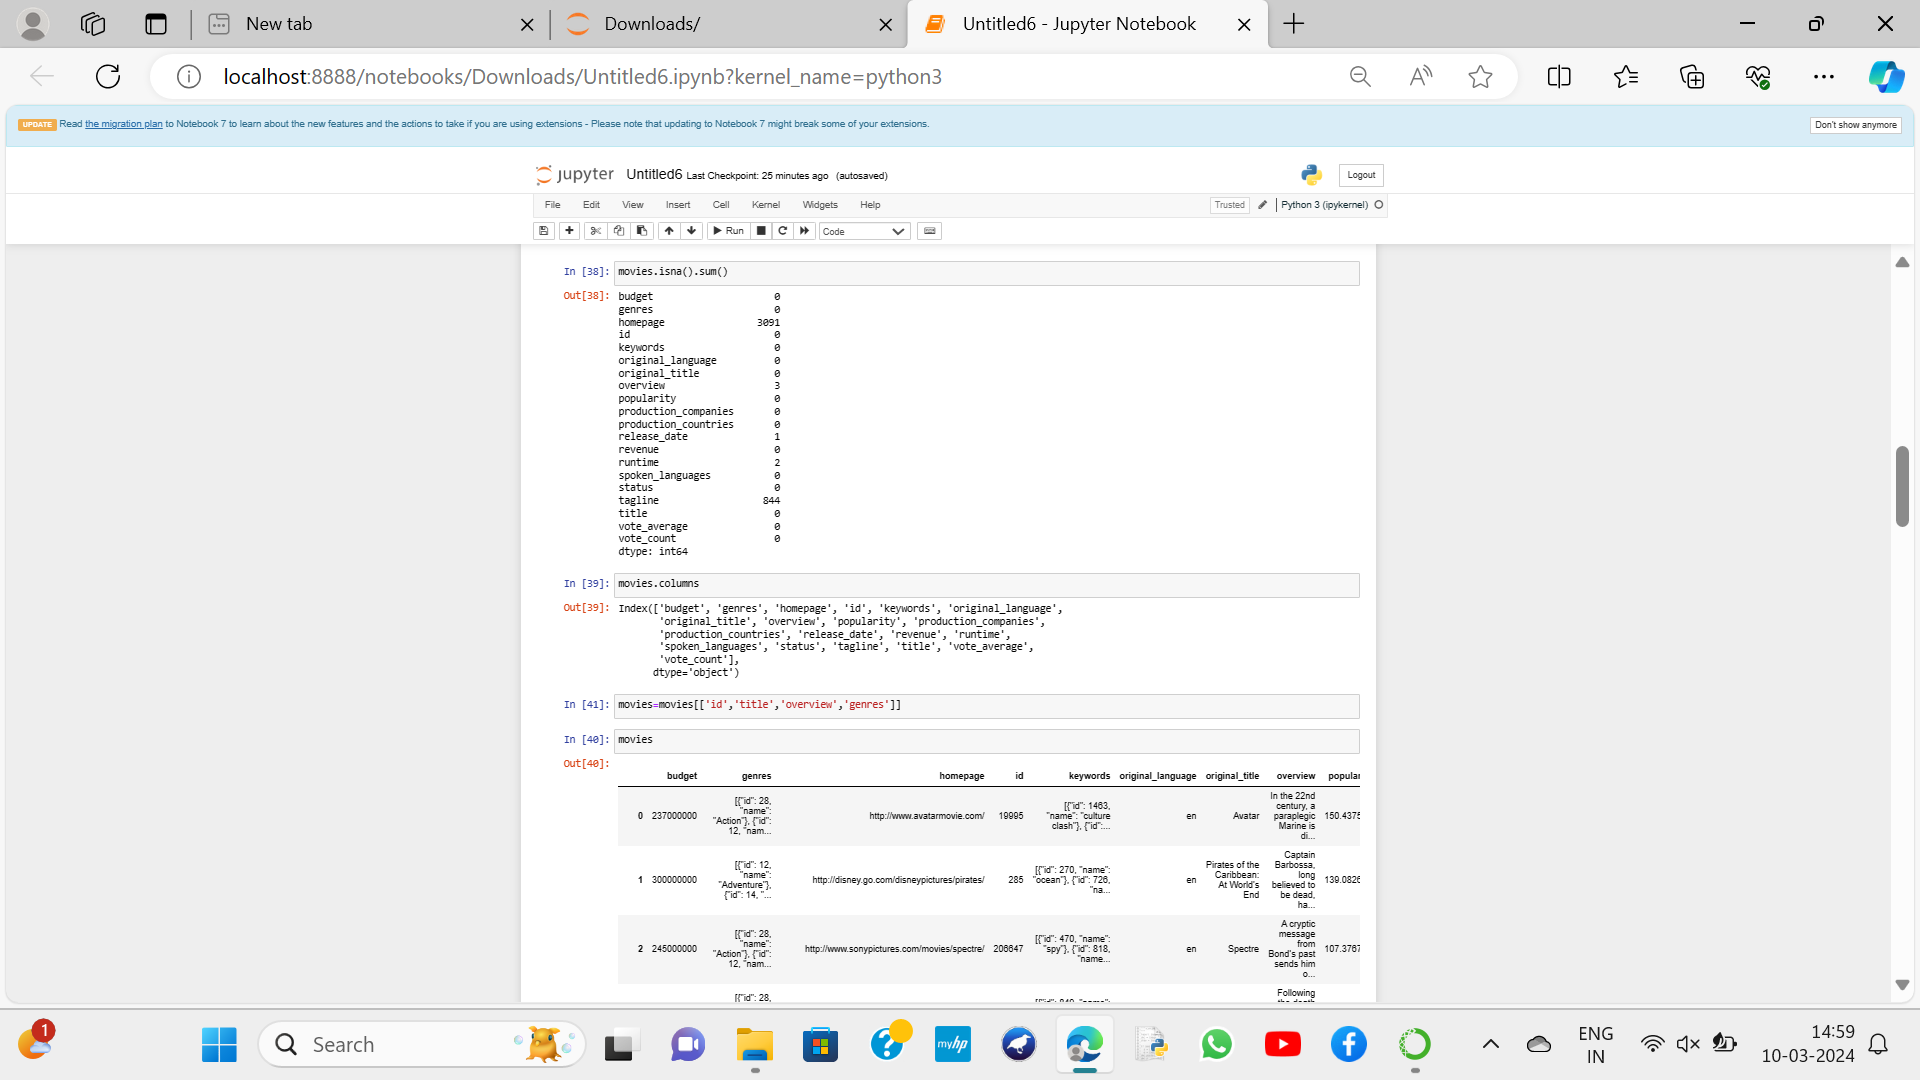 New tab
Downloads/
Untitled6 - Jupyter Notebook
localhost:8888/notebooks/Downloads/Untitled6.ipynb?kernel_name=python3
UPDATE Read the migration plan to Notebook 7 to learn about the new features and the actions to take if you are using extensions - Please note that updating to Notebook 7 might break some of your extensions.
Don't show anymore
jupyter Untitled6 Last Checkpoint: 25 minutes ago (autosaved)
Logout
File Edit View Insert Cell Kernel Widgets Help
Trusted Python 3 (ipykernel)
Run Code
In [38]: movies.isna().sum()
Out[38]: budget 0
genres 0
homepage 3091
id 0
keywords 0
original_language 0
original_title 0
overview 3
popularity 0
production_companies 0
production_countries 0
release_date 1
revenue 0
runtime 2
spoken_languages 0
status 0
tagline 844
title 0
vote_average 0
vote_count 0
dtype: int64
In [39]: movies.columns
Out[39]: Index(['budget', 'genres', 'homepage', 'id', 'keywords', 'original_language',
'original_title', 'overview', 'popularity', 'production_companies',
'production_countries', 'release_date', 'revenue', 'runtime',
'spoken_languages', 'status', 'tagline', 'title', 'vote_average',
'vote_count'],
dtype='object')
In [41]: movies=movies[['id','title','overview','genres']]
In [40]: movies
Out[40]:
budget genres homepage id keywords original_language original_title overview popular
0 237000000
[{"id": 28,
"name":
"Action"}, {"id":
12, "nam...
http://www.avatarmovie.com/ 19995
[{"id": 1463,
"name": "culture
clash"}, {"id":...
en Avatar
In the 22nd
century, a
paraplegic
Marine is
di...
150.4375
1 300000000
[{"id": 12,
"name":
"Adventure"},
{"id": 14, "...
http://disney.go.com/disneypictures/pirates/ 285
[{"id": 270, "name":
"ocean"}, {"id": 726,
"na...
en
Pirates of the
Caribbean:
At World's
End
Captain
Barbossa,
long
believed to
be dead,
ha...
139.0826
2 245000000
[{"id": 28,
"name":
"Action"}, {"id":
12, "nam...
http://www.sonypictures.com/movies/spectre/ 206647
[{"id": 470, "name":
"spy"}, {"id": 818,
"name...
en Spectre
A cryptic
message
from
Bond's past
sends him
o...
107.3767
[{"id": 28,
Following
1
Search
myhp
ENG
IN
14:59
10-03-2024